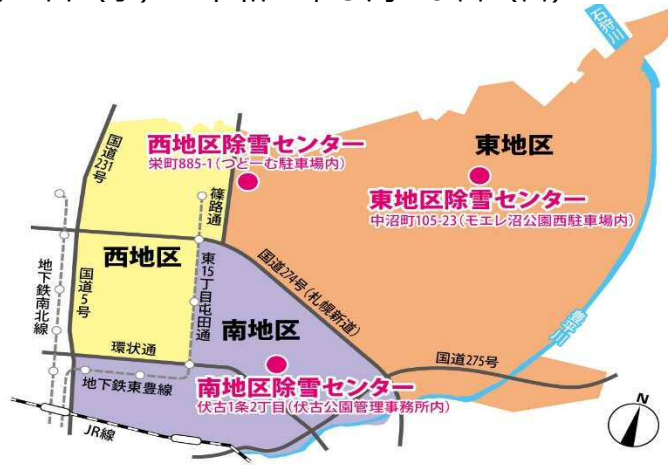 石狩川
国道231号
西地区除雪センター
栄町885-1(つどーむ駐車場内)
東地区
篠路通
東地区除雪センター
中沼町105-23(モエレ沼公園西駐車場内)
西地区
地下鉄南北線
国道5号
東15丁目屯田通
国道274号(札幌新道)
南地区
豊平川
環状通
国道275号
地下鉄東豊線
南地区除雪センター
伏古1条2丁目(伏古公園管理事務所内)
JR線
N